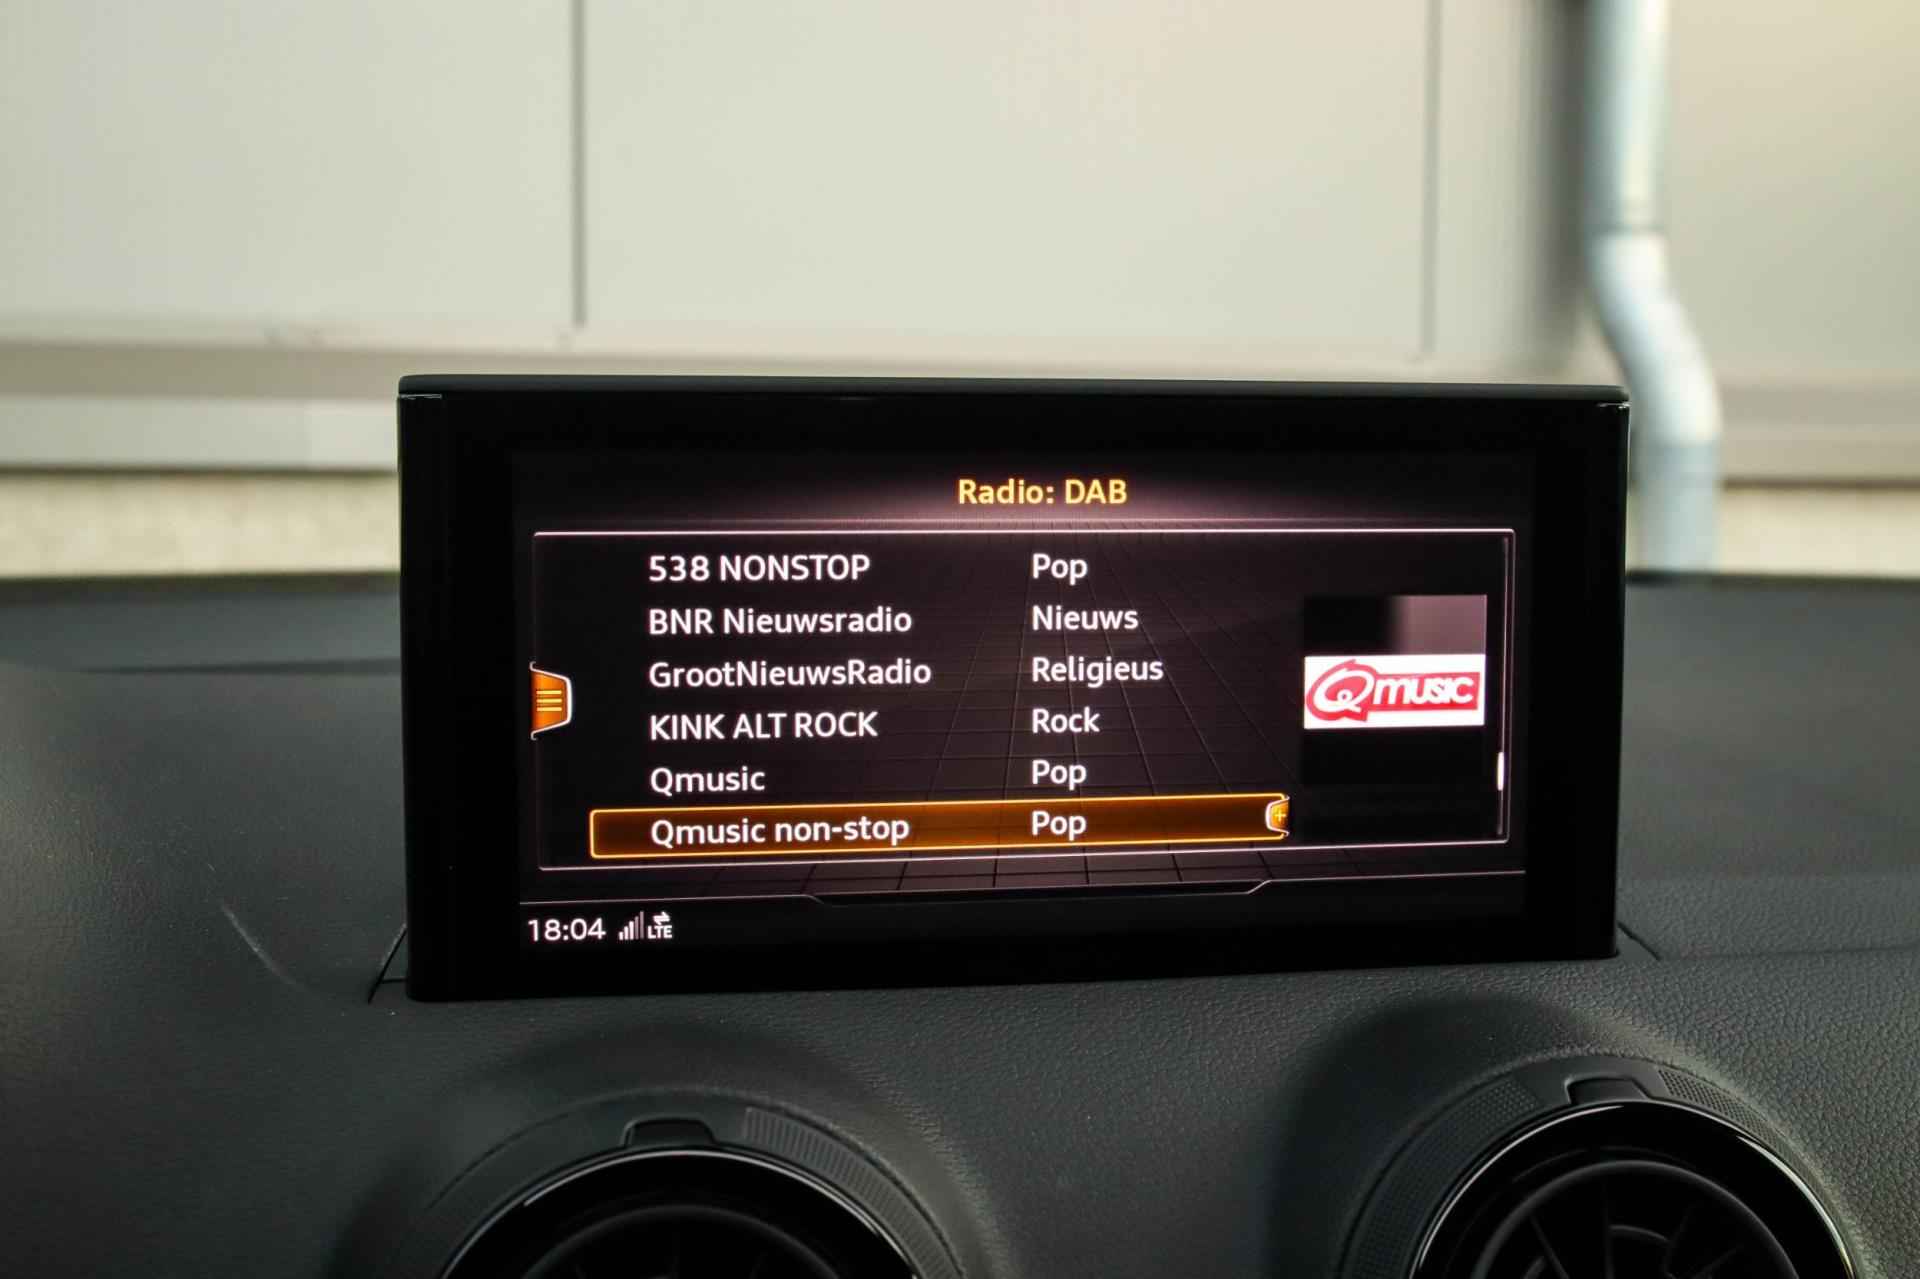 Radio: DAB
538 NONSTOP Pop
BNR Nieuwsradio Nieuws
GrootNieuwsRadio Religieus
KINK ALT ROCK Rock
Qmusic Pop
Qmusic non-stop Pop
Qmusic
18:04 LTE